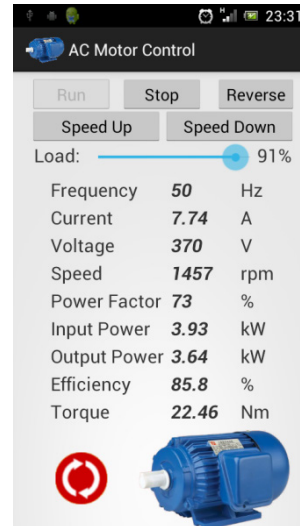 23:31
AC Motor Control
Run Stop Reverse
Speed Up Speed Down
Load: 91%
Frequency 50 Hz
Current 7.74 A
Voltage 370 V
Speed 1457 rpm
Power Factor 73 %
Input Power 3.93 kW
Output Power 3.64 kW
Efficiency 85.8 %
Torque 22.46 Nm